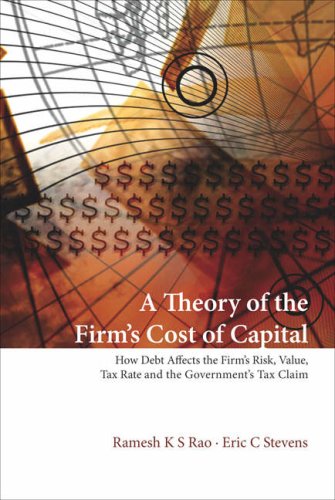 $$$$$$$$$$$$$
$$$$$$$$$$$$$$$$$
$$$$$$$$$$$$$$$$$
A Theory of the
Firm's Cost of Capital
How Debt Affects the Firm's Risk, Value,
Tax Rate and the Government's Tax Claim
Ramesh K S Rao · Eric C Stevens